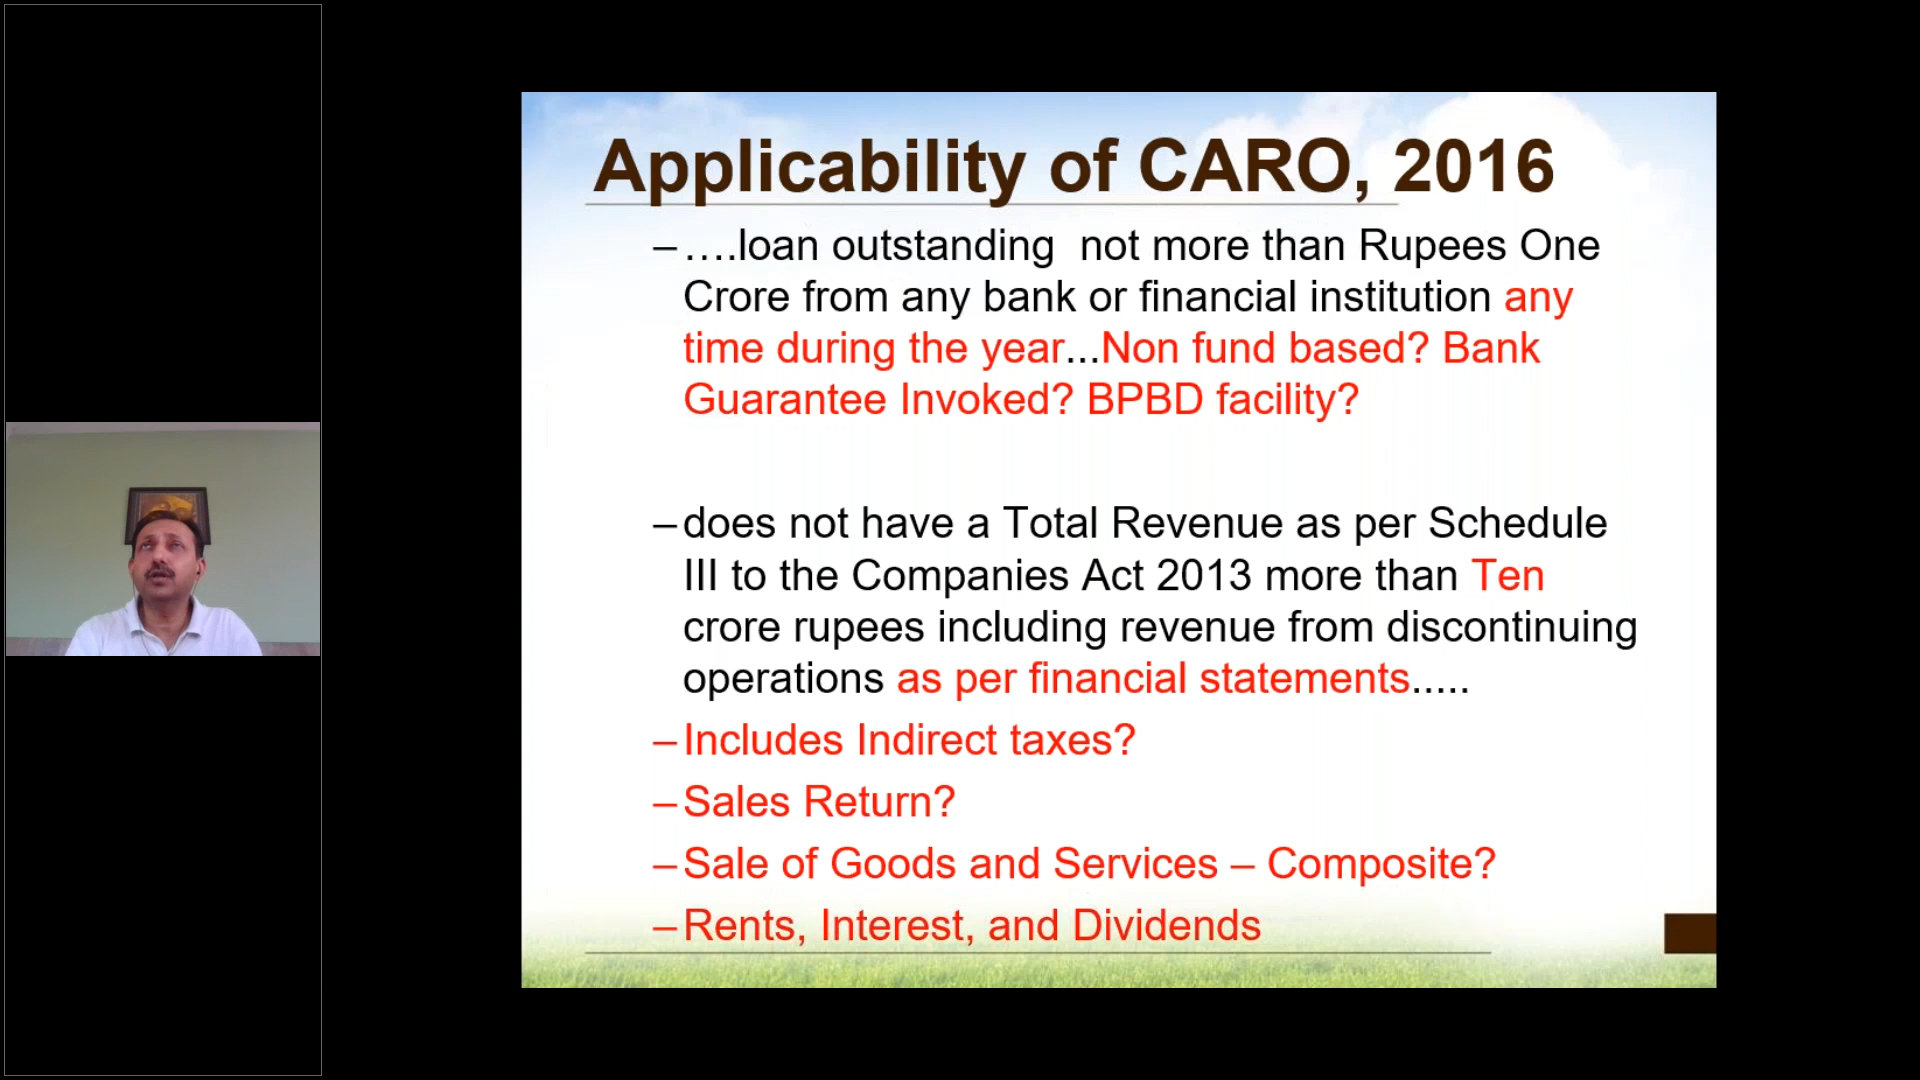 Applicability of CARO, 2016
–….loan outstanding  not more than Rupees One
Crore from any bank or financial institution any
time during the year...Non fund based? Bank
Guarantee Invoked? BPBD facility?
–does not have a Total Revenue as per Schedule
III to the Companies Act 2013 more than Ten
crore rupees including revenue from discontinuing
operations as per financial statements.....
–Includes Indirect taxes?
–Sales Return?
–Sale of Goods and Services – Composite?
–Rents, Interest, and Dividends